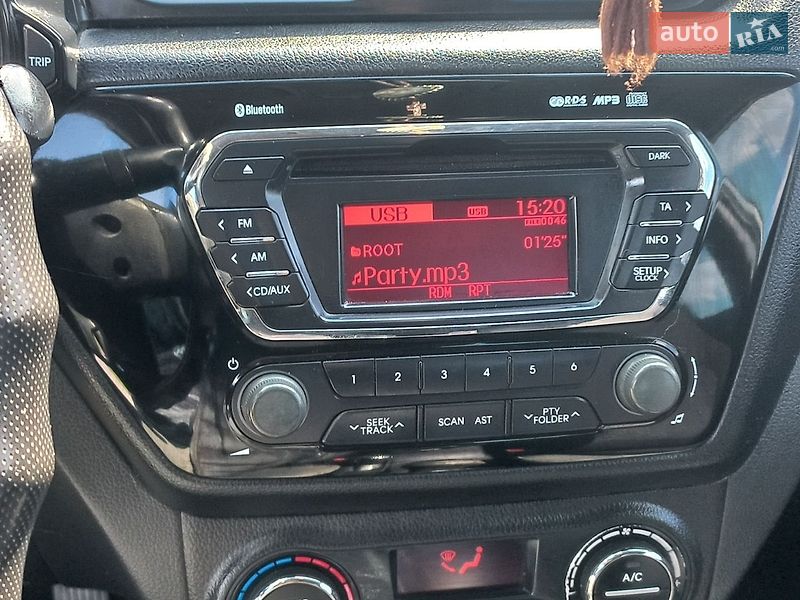 TRIP
auto RIA.com
Bluetooth
RDS MP3
DARK
FM
AM
CD/AUX
USB USB 15:20
0046
ROOT 01'25"
Party.mp3
RDM RPT
TA
INFO
SETUP
CLOCK
1 2 3 4 5 6
SEEK
TRACK
SCAN AST
PTY
FOLDER
A/C